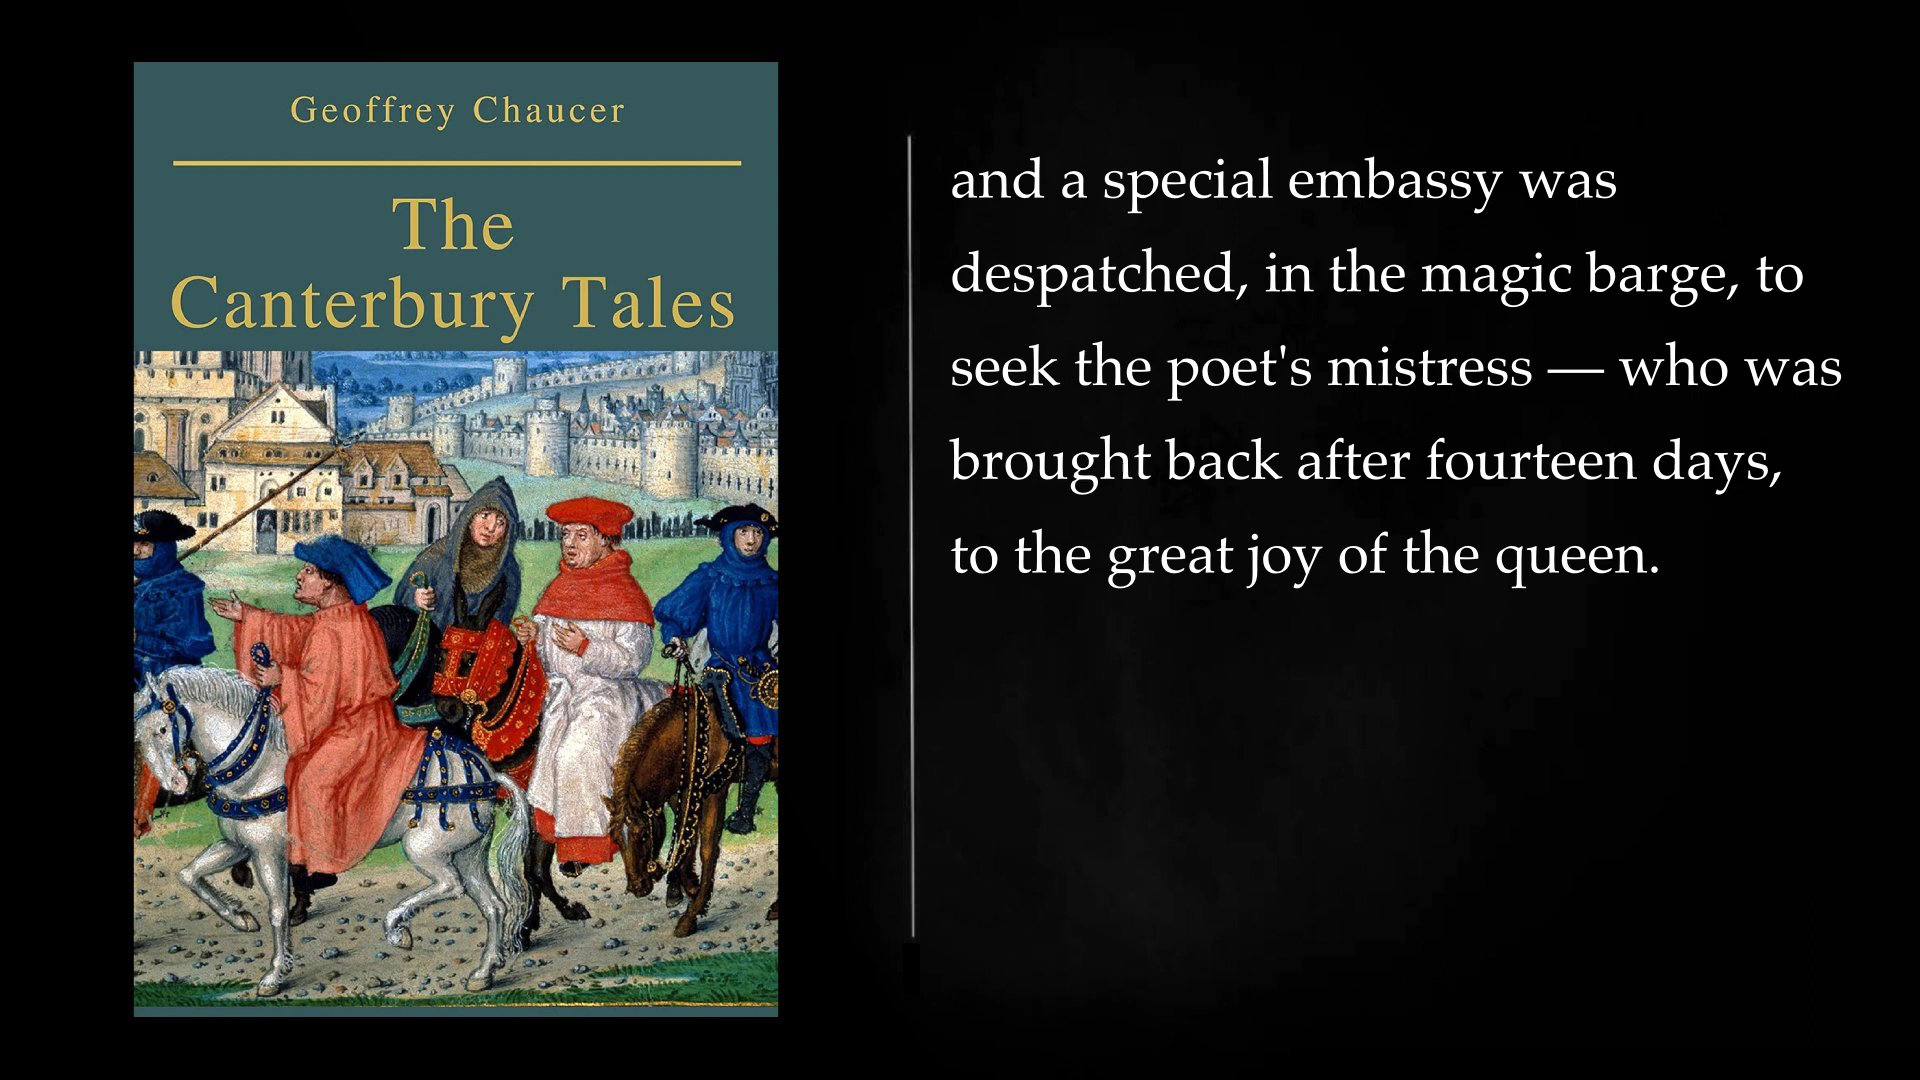 Geoffrey Chaucer
The
Canterbury Tales
and a special embassy was
despatched, in the magic barge, to
seek the poet's mistress — who was
brought back after fourteen days,
to the great joy of the queen.